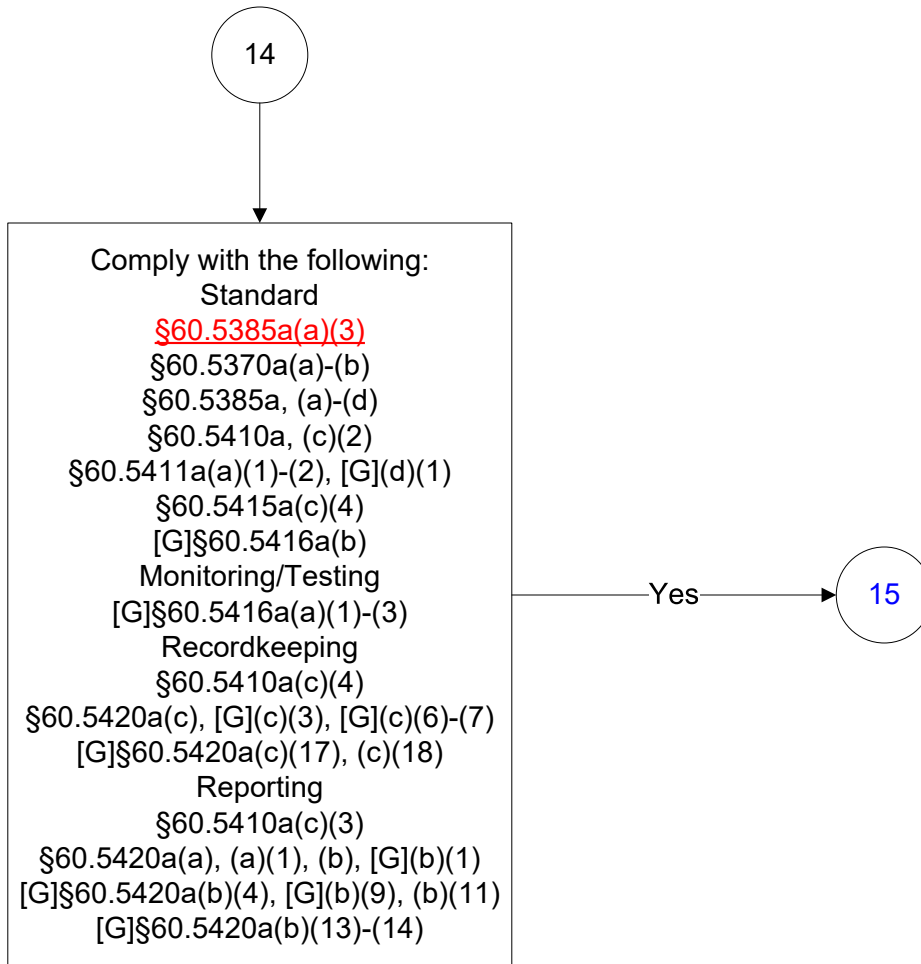 14
Comply with the following:
Standard
§60.5385a(a)(3)
§60.5370a(a)-(b)
§60.5385a, (a)-(d)
§60.5410a, (c)(2)
§60.5411a(a)(1)-(2), [G](d)(1)
§60.5415a(c)(4)
[G]§60.5416a(b)
Monitoring/Testing
[G]§60.5416a(a)(1)-(3)
Recordkeeping
§60.5410a(c)(4)
§60.5420a(c), [G](c)(3), [G](c)(6)-(7)
[G]§60.5420a(c)(17), (c)(18)
Reporting
§60.5410a(c)(3)
§60.5420a(a), (a)(1), (b), [G](b)(1)
[G]§60.5420a(b)(4), [G](b)(9), (b)(11)
[G]§60.5420a(b)(13)-(14)
Yes
15